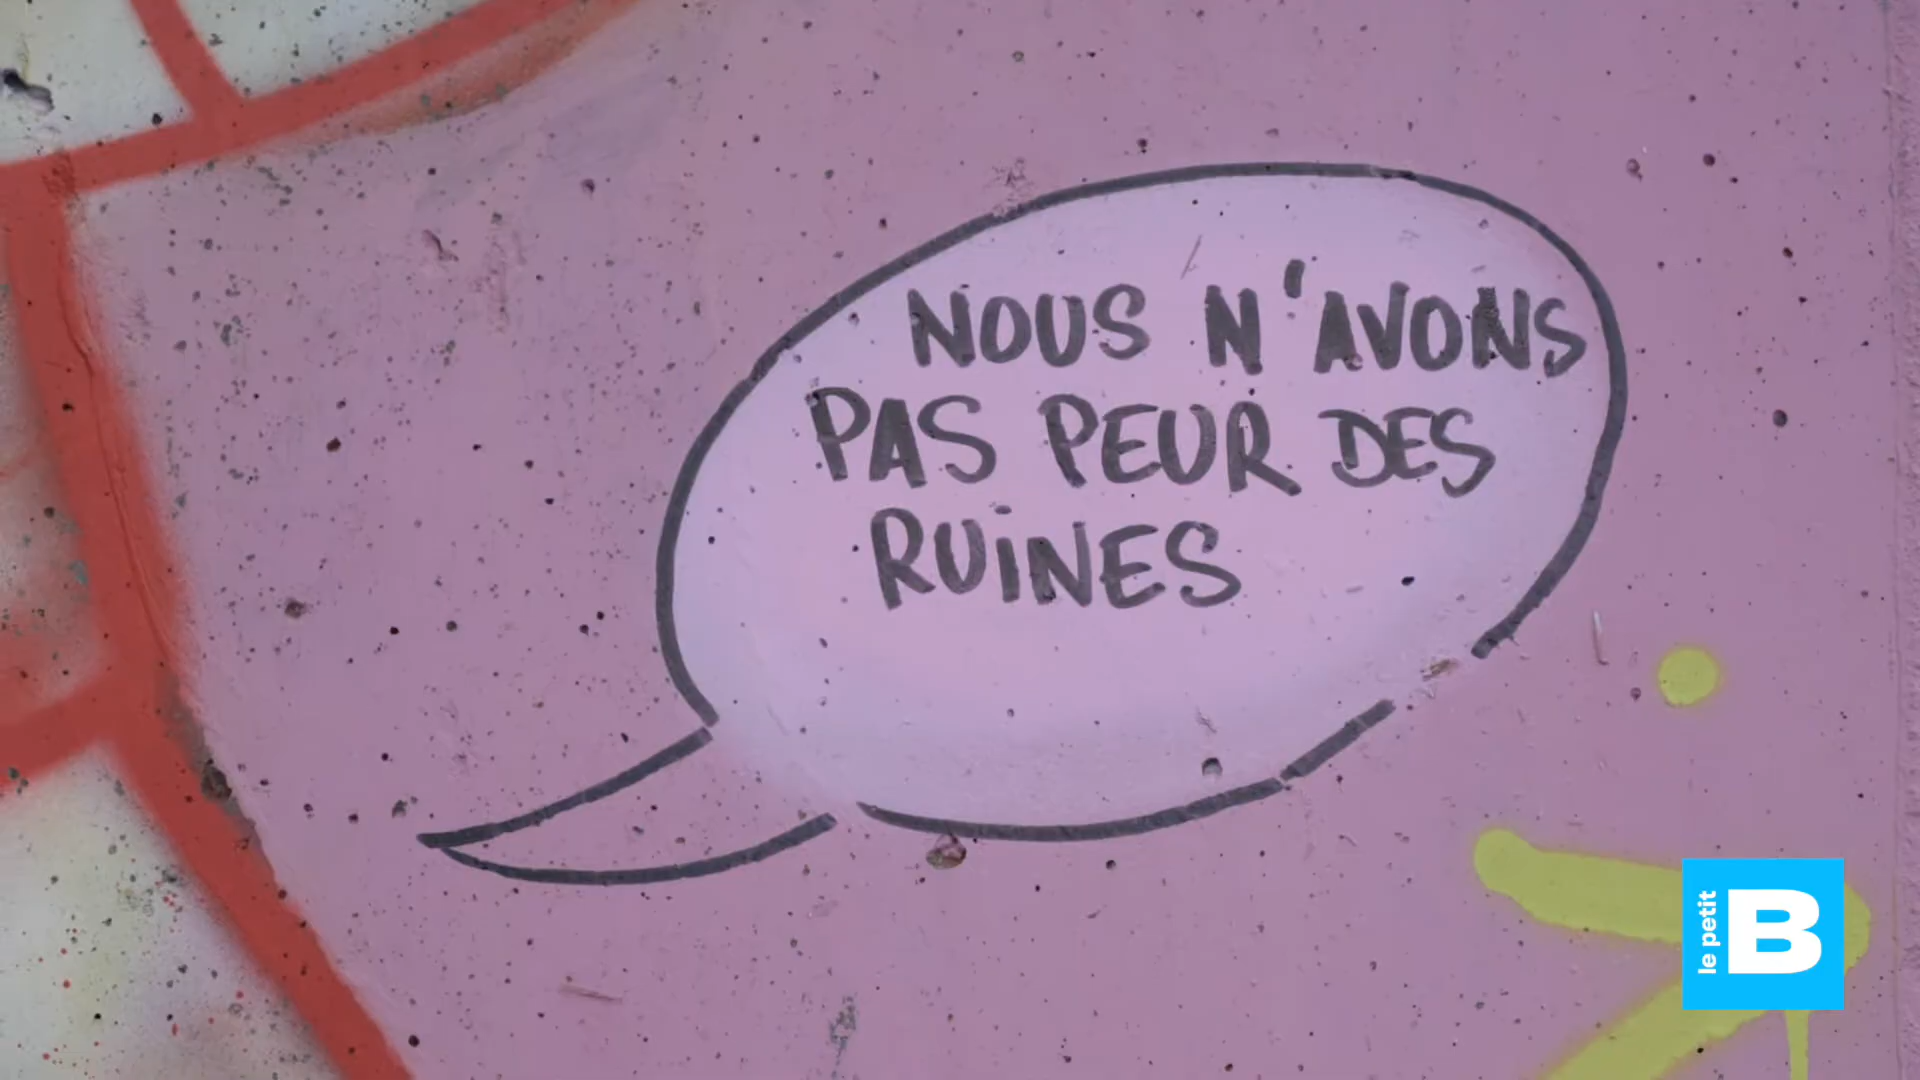 NOUS N'AVONS
PAS PEUR DES
RUINES
le petit
B